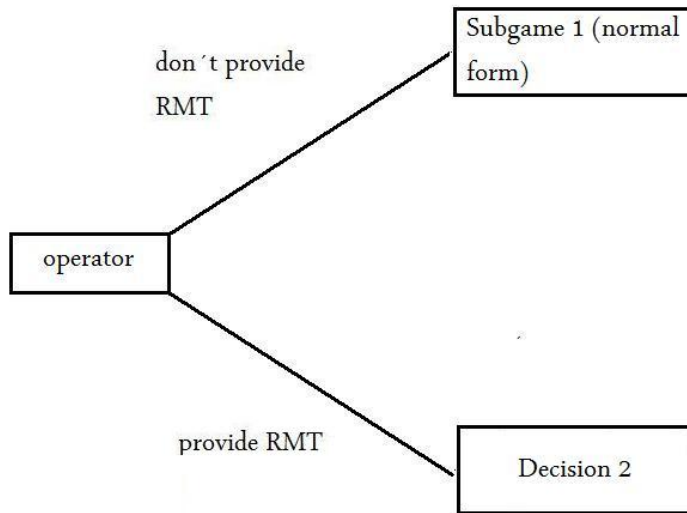 Subgame 1 (normal
form)
don´t provide
RMT
operator
provide RMT
Decision 2